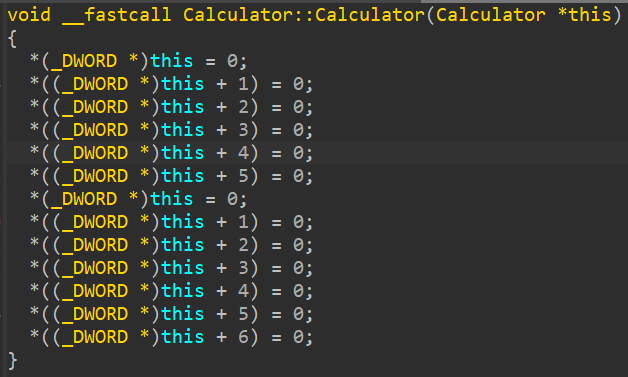 void __fastcall Calculator::Calculator(Calculator *this)
{
  *(_DWORD *)this = 0;
  *((_DWORD *)this + 1) = 0;
  *((_DWORD *)this + 2) = 0;
  *((_DWORD *)this + 3) = 0;
  *((_DWORD *)this + 4) = 0;
  *((_DWORD *)this + 5) = 0;
  *(_DWORD *)this = 0;
  *((_DWORD *)this + 1) = 0;
  *((_DWORD *)this + 2) = 0;
  *((_DWORD *)this + 3) = 0;
  *((_DWORD *)this + 4) = 0;
  *((_DWORD *)this + 5) = 0;
  *((_DWORD *)this + 6) = 0;
}